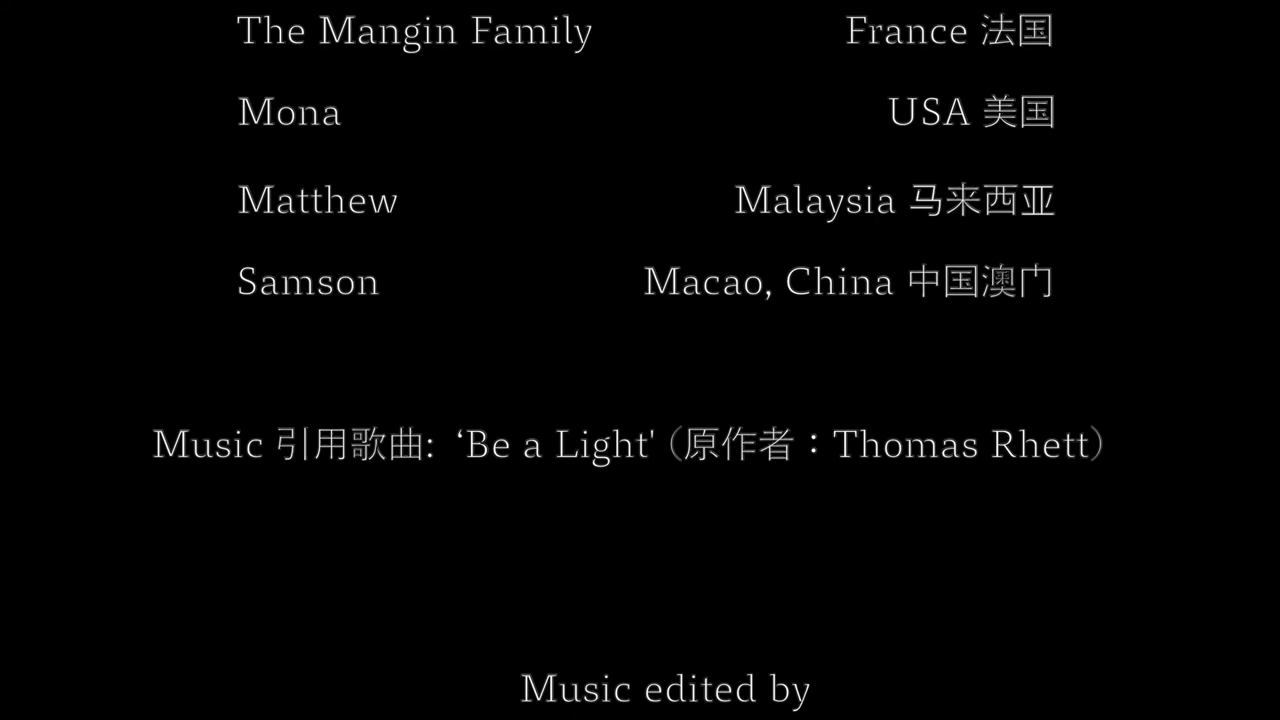 The Mangin Family France 法国
Mona USA 美国
Matthew Malaysia 马来西亚
Samson Macao, China 中国澳门
Music 引用歌曲: ‘Be a Light' (原作者：Thomas Rhett)
Music edited by